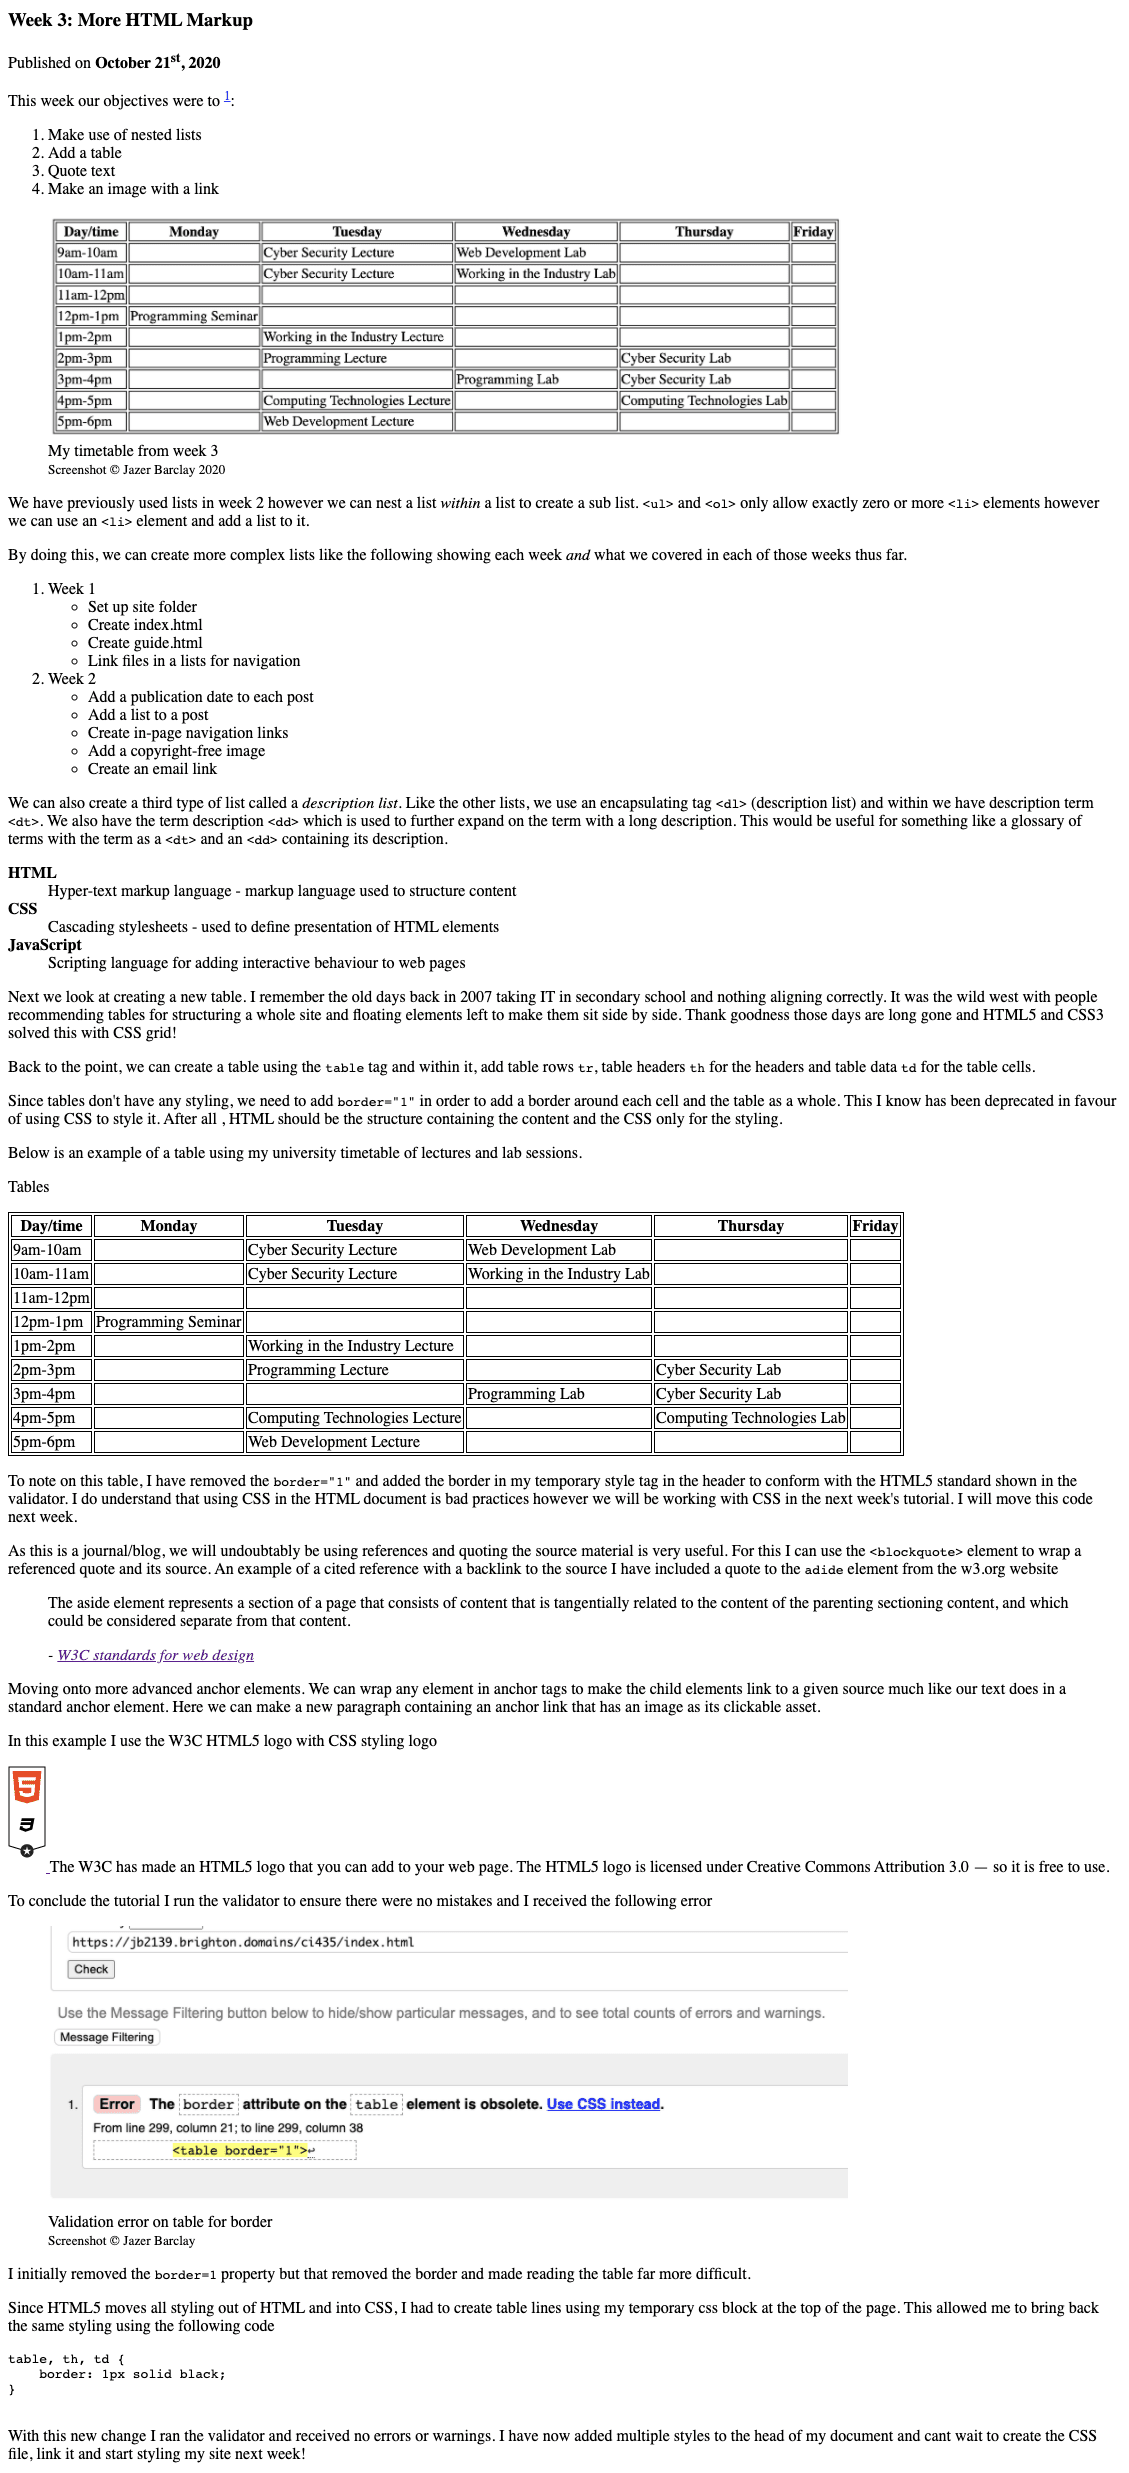 Week 3: More HTML Markup
Published on October 21st, 2020
This week our objectives were to 1:
1. Make use of nested lists
2. Add a table
3. Quote text
4. Make an image with a link
Day/time Monday Tuesday Wednesday Thursday Friday
9am-10am Cyber Security Lecture Web Development Lab
10am-11am Cyber Security Lecture Working in the Industry Lab
11am-12pm
12pm-1pm Programming Seminar
1pm-2pm Working in the Industry Lecture
2pm-3pm Programming Lecture Cyber Security Lab
3pm-4pm Programming Lab Cyber Security Lab
4pm-5pm Computing Technologies Lecture Computing Technologies Lab
5pm-6pm Web Development Lecture
My timetable from week 3
Screenshot © Jazer Barclay 2020
We have previously used lists in week 2 however we can nest a list within a list to create a sub list. <ul> and <ol> only allow exactly zero or more <li> elements however
we can use an <li> element and add a list to it.
By doing this, we can create more complex lists like the following showing each week and what we covered in each of those weeks thus far.
1. Week 1
◦ Set up site folder
◦ Create index.html
◦ Create guide.html
◦ Link files in a lists for navigation
2. Week 2
◦ Add a publication date to each post
◦ Add a list to a post
◦ Create in-page navigation links
◦ Add a copyright-free image
◦ Create an email link
We can also create a third type of list called a description list. Like the other lists, we use an encapsulating tag <dl> (description list) and within we have description term
<dt>. We also have the term description <dd> which is used to further expand on the term with a long description. This would be useful for something like a glossary of
terms with the term as a <dt> and an <dd> containing its description.
HTML
Hyper-text markup language - markup language used to structure content
CSS
Cascading stylesheets - used to define presentation of HTML elements
JavaScript
Scripting language for adding interactive behaviour to web pages
Next we look at creating a new table. I remember the old days back in 2007 taking IT in secondary school and nothing aligning correctly. It was the wild west with people
recommending tables for structuring a whole site and floating elements left to make them sit side by side. Thank goodness those days are long gone and HTML5 and CSS3
solved this with CSS grid!
Back to the point, we can create a table using the table tag and within it, add table rows tr, table headers th for the headers and table data td for the table cells.
Since tables don't have any styling, we need to add border="1" in order to add a border around each cell and the table as a whole. This I know has been deprecated in favour
of using CSS to style it. After all , HTML should be the structure containing the content and the CSS only for the styling.
Below is an example of a table using my university timetable of lectures and lab sessions.
Tables
Day/time Monday Tuesday Wednesday Thursday Friday
9am-10am Cyber Security Lecture Web Development Lab
10am-11am Cyber Security Lecture Working in the Industry Lab
11am-12pm
12pm-1pm Programming Seminar
1pm-2pm Working in the Industry Lecture
2pm-3pm Programming Lecture Cyber Security Lab
3pm-4pm Programming Lab Cyber Security Lab
4pm-5pm Computing Technologies Lecture Computing Technologies Lab
5pm-6pm Web Development Lecture
To note on this table, I have removed the border="1" and added the border in my temporary style tag in the header to conform with the HTML5 standard shown in the
validator. I do understand that using CSS in the HTML document is bad practices however we will be working with CSS in the next week's tutorial. I will move this code
next week.
As this is a journal/blog, we will undoubtably be using references and quoting the source material is very useful. For this I can use the <blockquote> element to wrap a
referenced quote and its source. An example of a cited reference with a backlink to the source I have included a quote to the adide element from the w3.org website
The aside element represents a section of a page that consists of content that is tangentially related to the content of the parenting sectioning content, and which
could be considered separate from that content.
- W3C standards for web design
Moving onto more advanced anchor elements. We can wrap any element in anchor tags to make the child elements link to a given source much like our text does in a
standard anchor element. Here we can make a new paragraph containing an anchor link that has an image as its clickable asset.
In this example I use the W3C HTML5 logo with CSS styling logo
5
3
The W3C has made an HTML5 logo that you can add to your web page. The HTML5 logo is licensed under Creative Commons Attribution 3.0 — so it is free to use.
To conclude the tutorial I run the validator to ensure there were no mistakes and I received the following error
https://jb2139.brighton.domains/ci435/index.html
Check
Use the Message Filtering button below to hide/show particular messages, and to see total counts of errors and warnings.
Message Filtering
1. Error The border attribute on the table element is obsolete. Use CSS instead.
From line 299, column 21; to line 299, column 38
<table border="1">↩
Validation error on table for border
Screenshot © Jazer Barclay
I initially removed the border=1 property but that removed the border and made reading the table far more difficult.
Since HTML5 moves all styling out of HTML and into CSS, I had to create table lines using my temporary css block at the top of the page. This allowed me to bring back
the same styling using the following code
table, th, td {
    border: 1px solid black;
}
With this new change I ran the validator and received no errors or warnings. I have now added multiple styles to the head of my document and cant wait to create the CSS
file, link it and start styling my site next week!